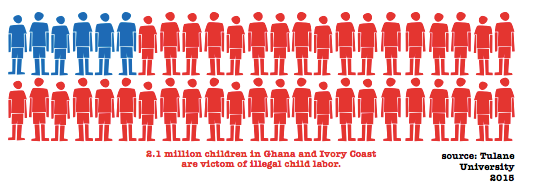 2.1 million children in Ghana and Ivory Coast
are victom of illegal child labor.
source: Tulane
University
2015